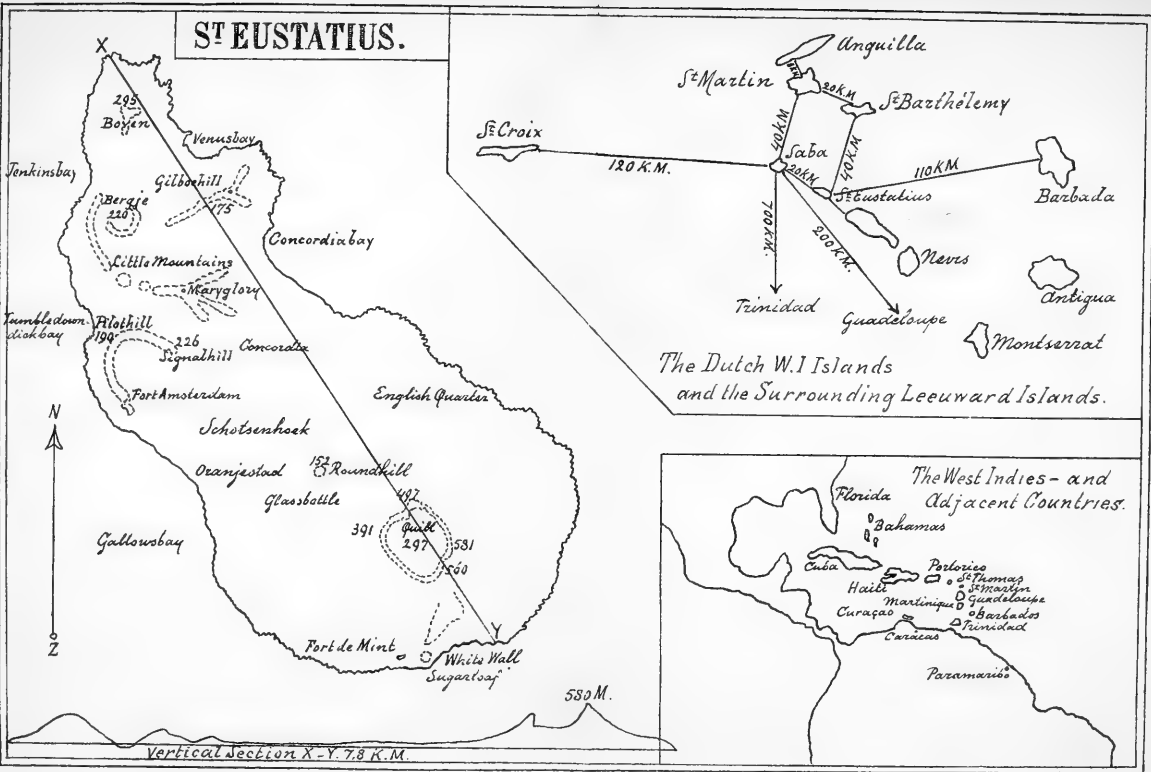 ST EUSTATIUS.
X
295
Boven
Venusbay
Jenkinsbay
Gilboehill
175
Bergje
220
Concordiabay
Little Mountains
Maryglory
Tumbledown-
dickbay
Pilothill
190
226
Signalhill
Concordia
Fort Amsterdam
English Quarter
N
Schotsenhoek
Oranjestad
152
Roundhill
Glassbottle
497
391
Quill
297
581
560
Gallowsbay
Z
Y
Fort de Mint
White Wall
580 M.
Vertical Section X-Y. 7,8 K.M.
Anguilla
St Martin
20 K.M
St Barthélemy
St Croix
40 KM
Saba
40 KM
120 K.M.
20 KM
110 KM
St Eustatius
Barbada
700 KM.
200 KM.
Nevis
Trinidad
Guadeloupe
Antigua
Montserrat
The Dutch W.I Islands
and the Surrounding Leeuward Islands.
The West Indies - and
Adjacent Countries.
Florida
Bahamas
Cuba
Haiti
Portorico
St Thomas
St Martin
Guadeloupe
Martinique
Curaçao
Barbados
Trinidad
Caracas
Paramaribo